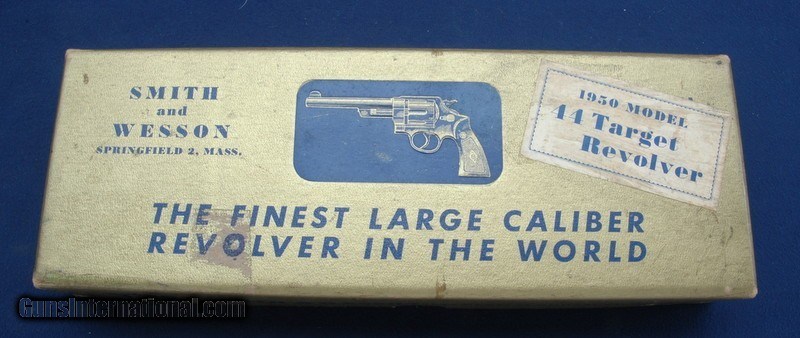 SMITH
and
WESSON
SPRINGFIELD 2, MASS.
1950 MODEL
44 Target
Revolver
THE FINEST LARGE CALIBER
REVOLVER IN THE WORLD
GunsInternational.com